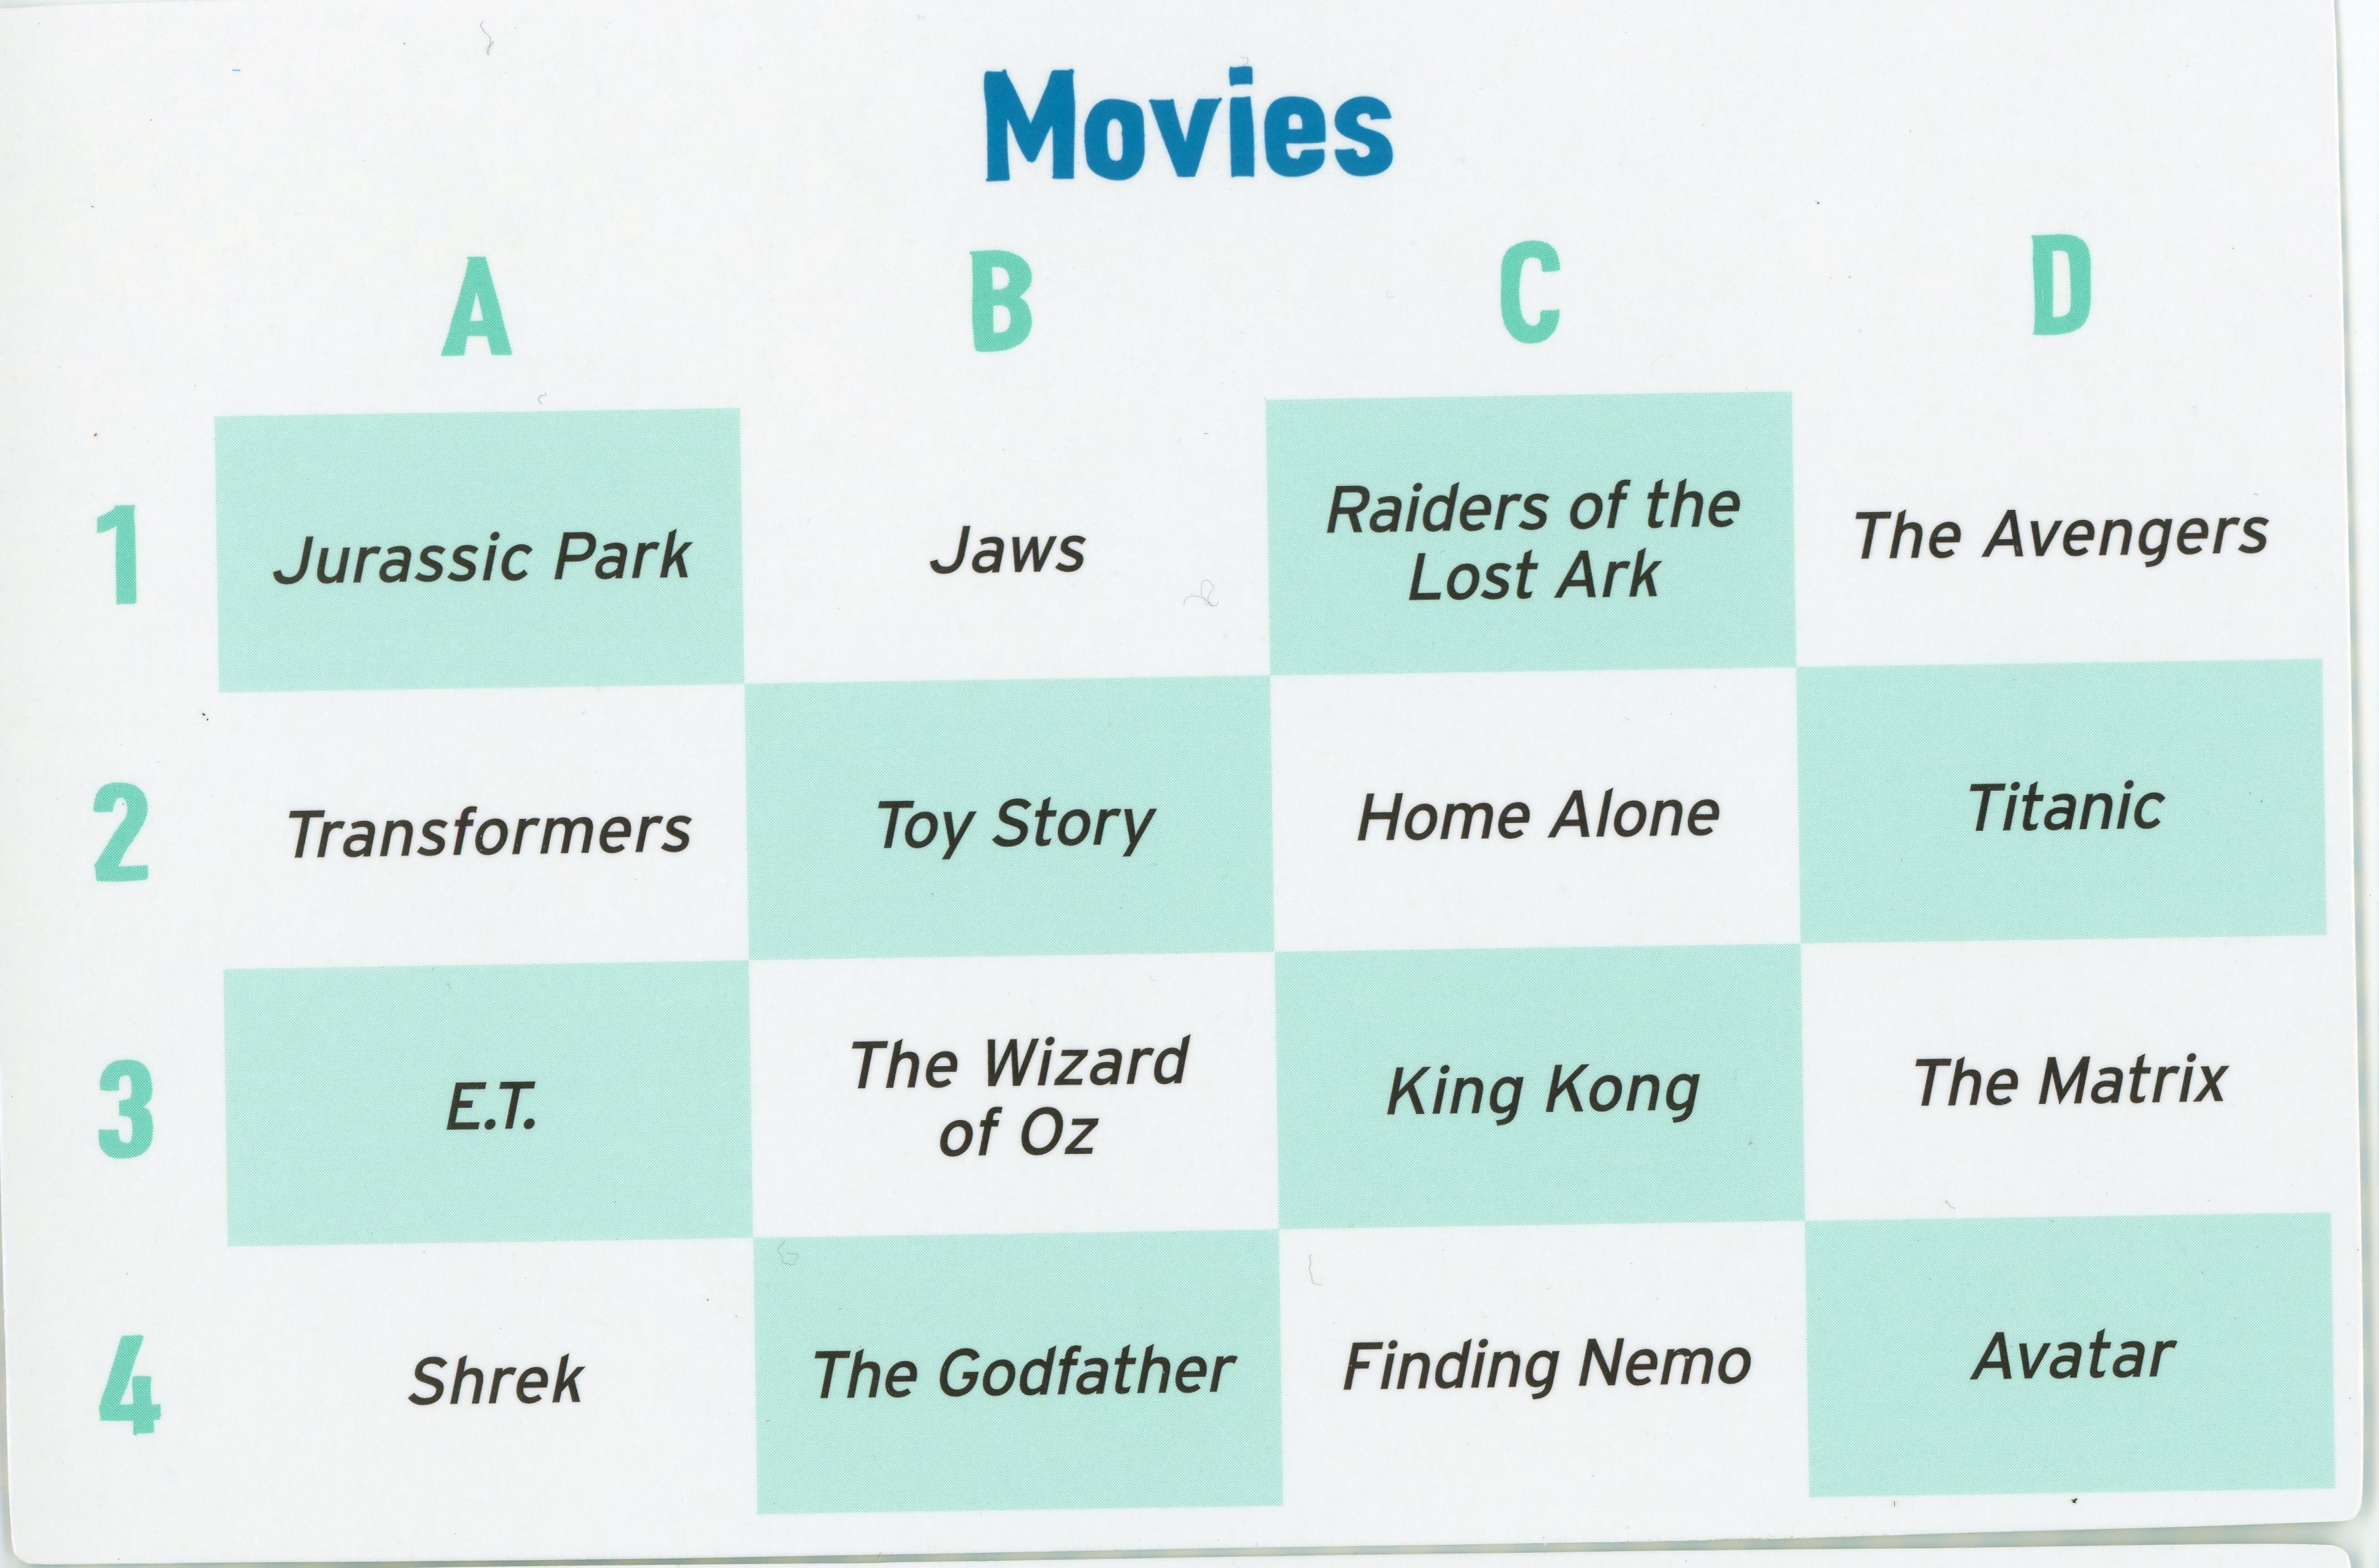 Movies
A B C D
1 Jurassic Park Jaws Raiders of the Lost Ark The Avengers
2 Transformers Toy Story Home Alone Titanic
3 E.T. The Wizard of Oz King Kong The Matrix
4 Shrek The Godfather Finding Nemo Avatar